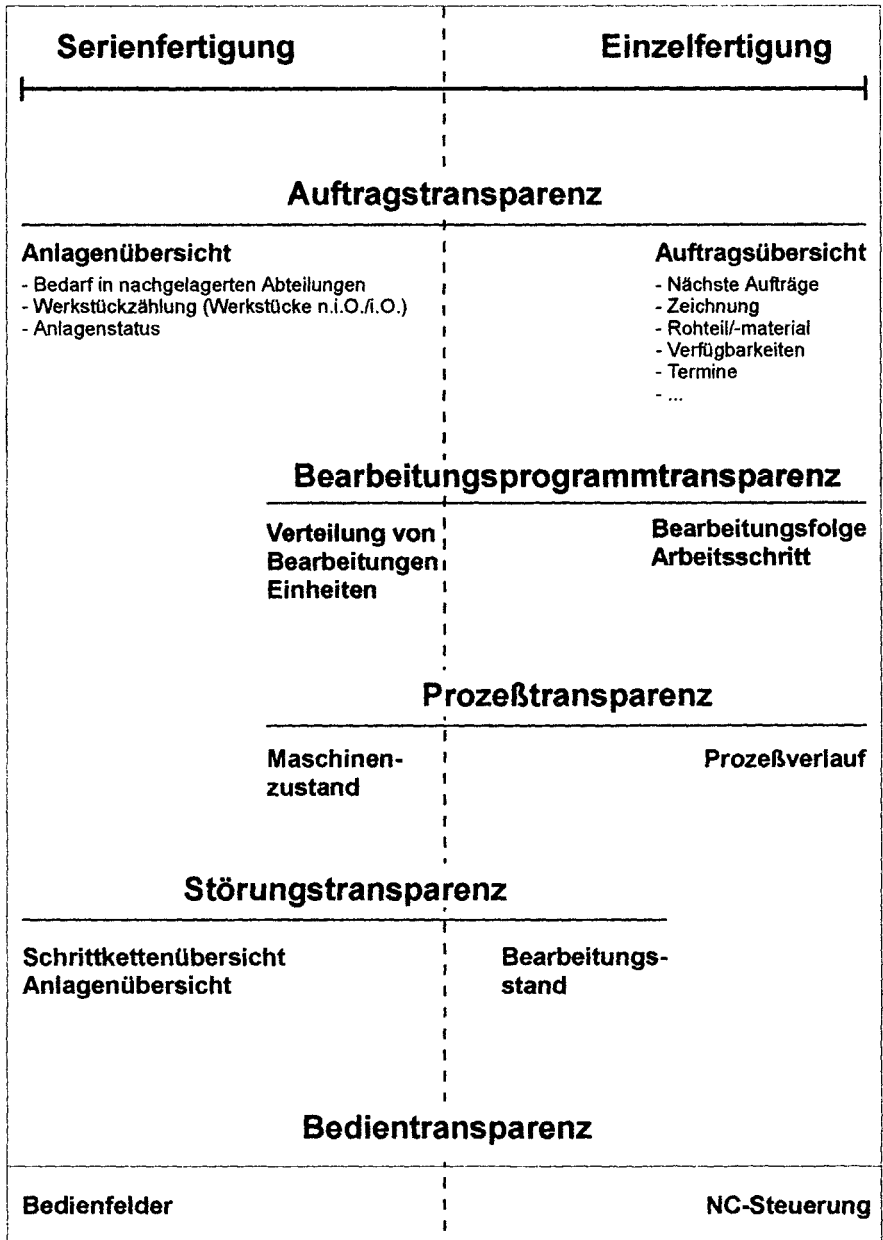 Serienfertigung
Einzelfertigung
Auftragstransparenz
Anlagenübersicht
- Bedarf in nachgelagerten Abteilungen
- Werkstückzählung (Werkstücke n.i.O./i.O.)
- Anlagenstatus
Auftragsübersicht
- Nächste Aufträge
- Zeichnung
- Rohteil/-material
- Verfügbarkeiten
- Termine
- ...
Bearbeitungsprogrammtransparenz
Verteilung von
Bearbeitungen
Einheiten
Bearbeitungsfolge
Arbeitsschritt
Prozeßtransparenz
Maschinen-
zustand
Prozeßverlauf
Störungstransparenz
Schrittkettenübersicht
Anlagenübersicht
Bearbeitungs-
stand
Bedientransparenz
Bedienfelder
NC-Steuerung